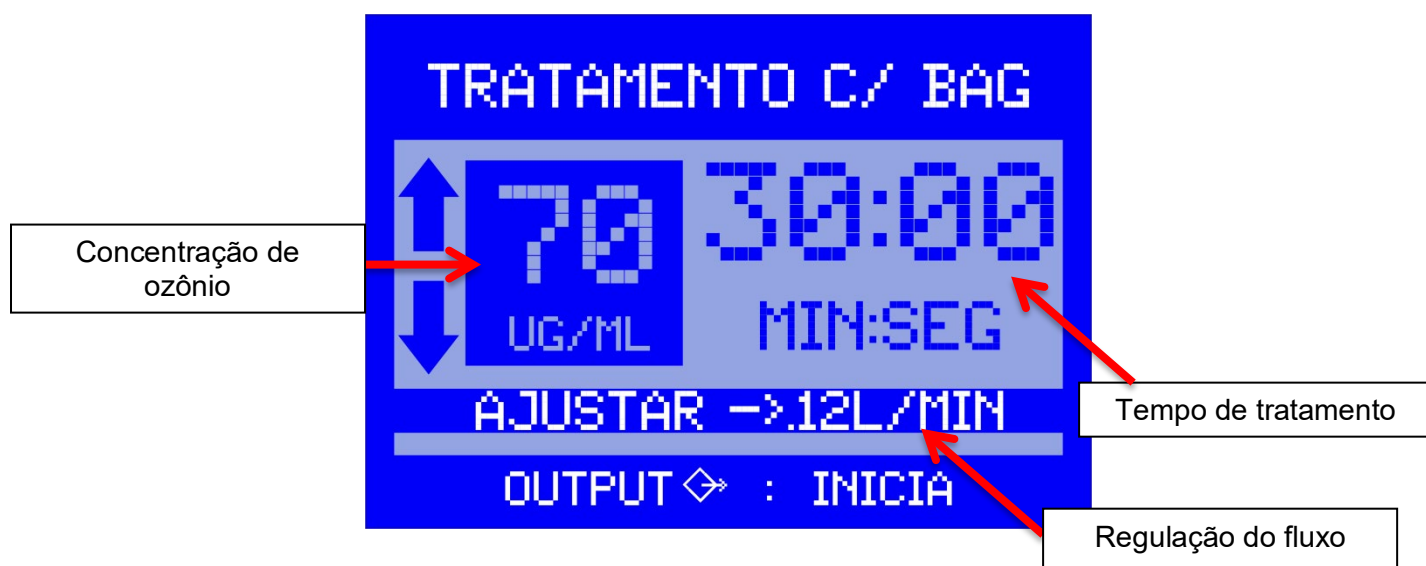 TRATAMENTO C/ BAG
70
30:00
UG/ML
MIN:SEG
AJUSTAR ->.12L/MIN
OUTPUT : INICIA
Concentração de
ozônio
Tempo de tratamento
Regulação do fluxo